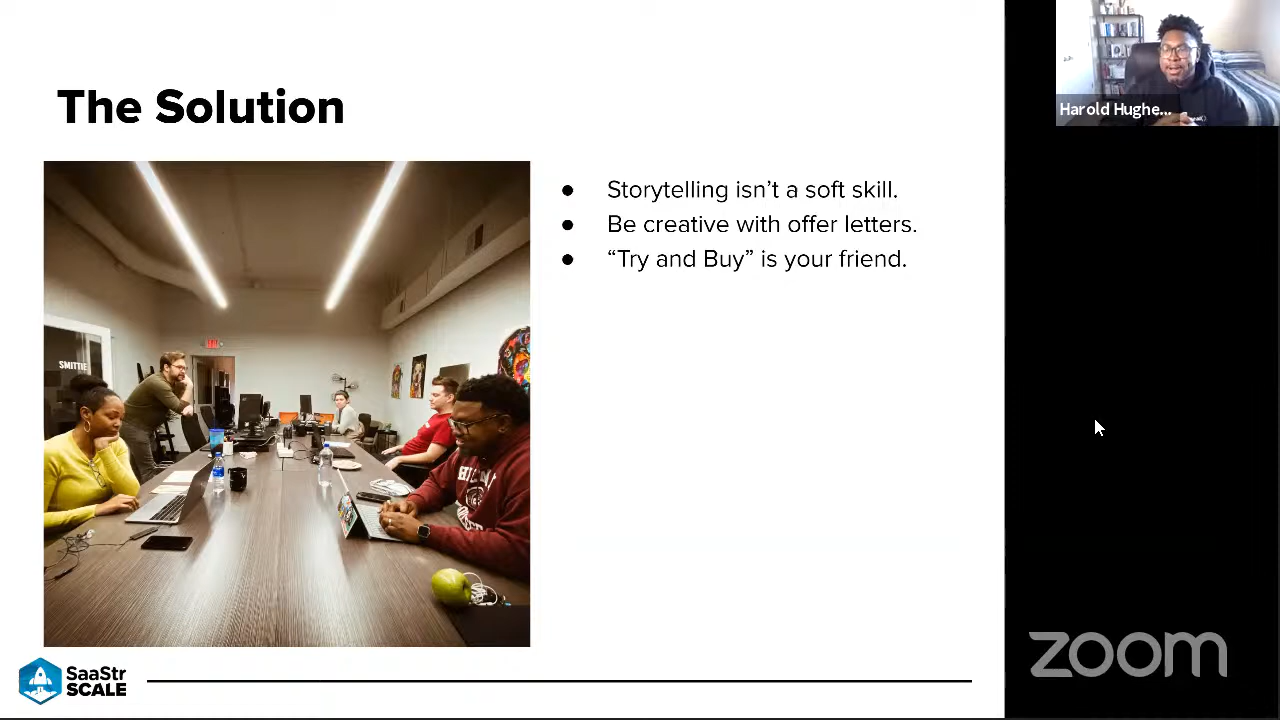 The Solution
Storytelling isn’t a soft skill.
Be creative with offer letters.
“Try and Buy” is your friend.
SMITTIE
SaaStr
SCALE
Harold Hughe...
zoom